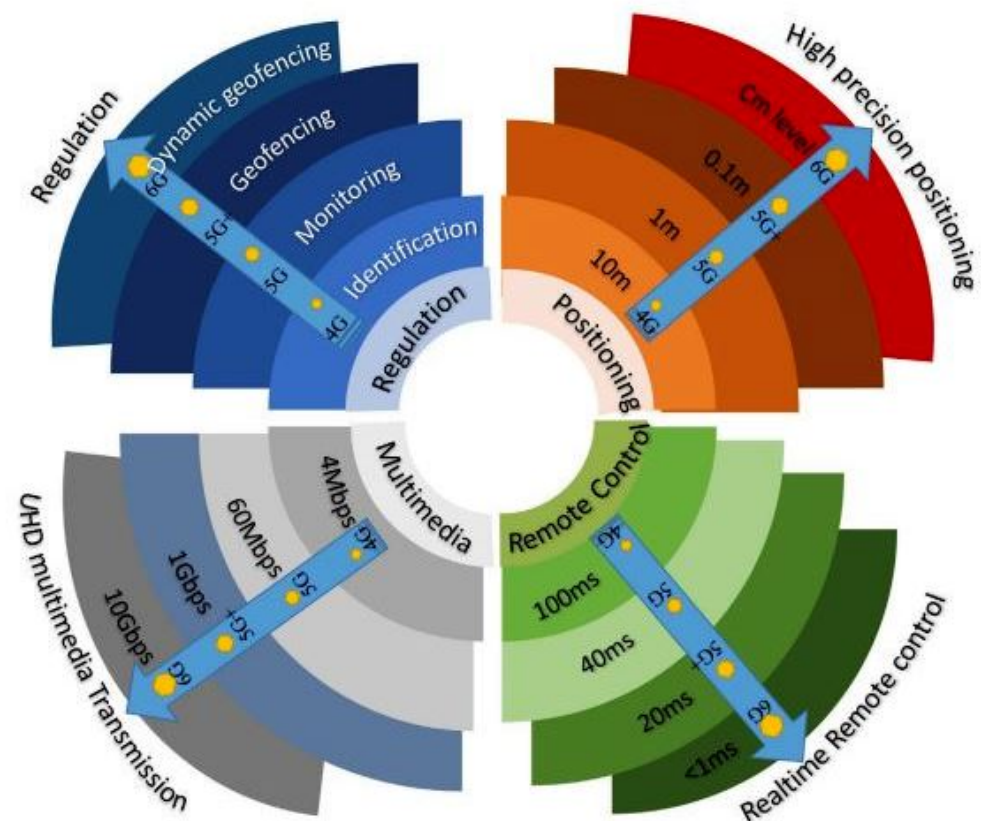 Regulation
Dynamic geofencing
Geofencing
Monitoring
Identification
Regulation
6G
5G+
5G
4G
High precision positioning
Cm level
0.1m
1m
10m
Positioning
6G
5G+
5G
4G
Multimedia
4Mbps
60Mbps
1Gbps
10Gbps
UHD multimedia Transmission
4G
5G
5G+
6G
Remote Control
100ms
40ms
20ms
<1ms
Realtime Remote control
4G
5G
5G+
6G